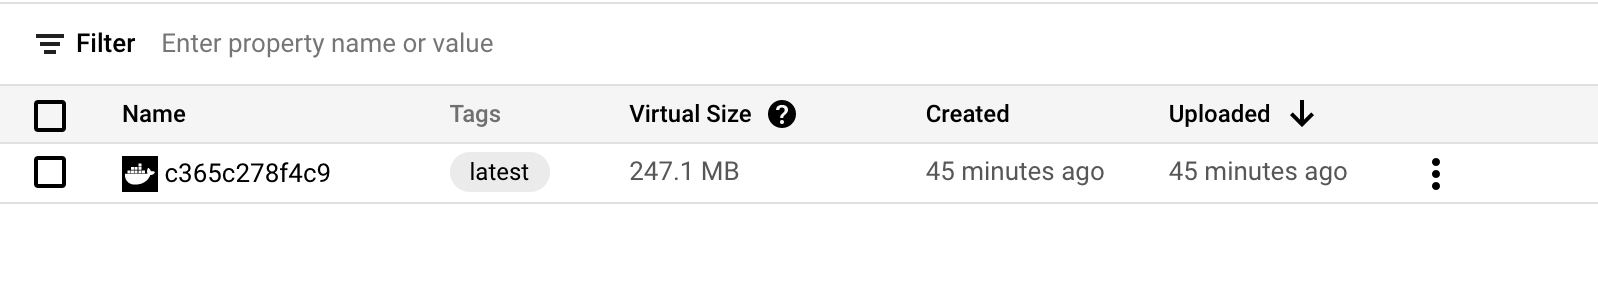 Filter Enter property name or value
Name Tags Virtual Size ? Created Uploaded
c365c278f4c9 latest 247.1 MB 45 minutes ago 45 minutes ago